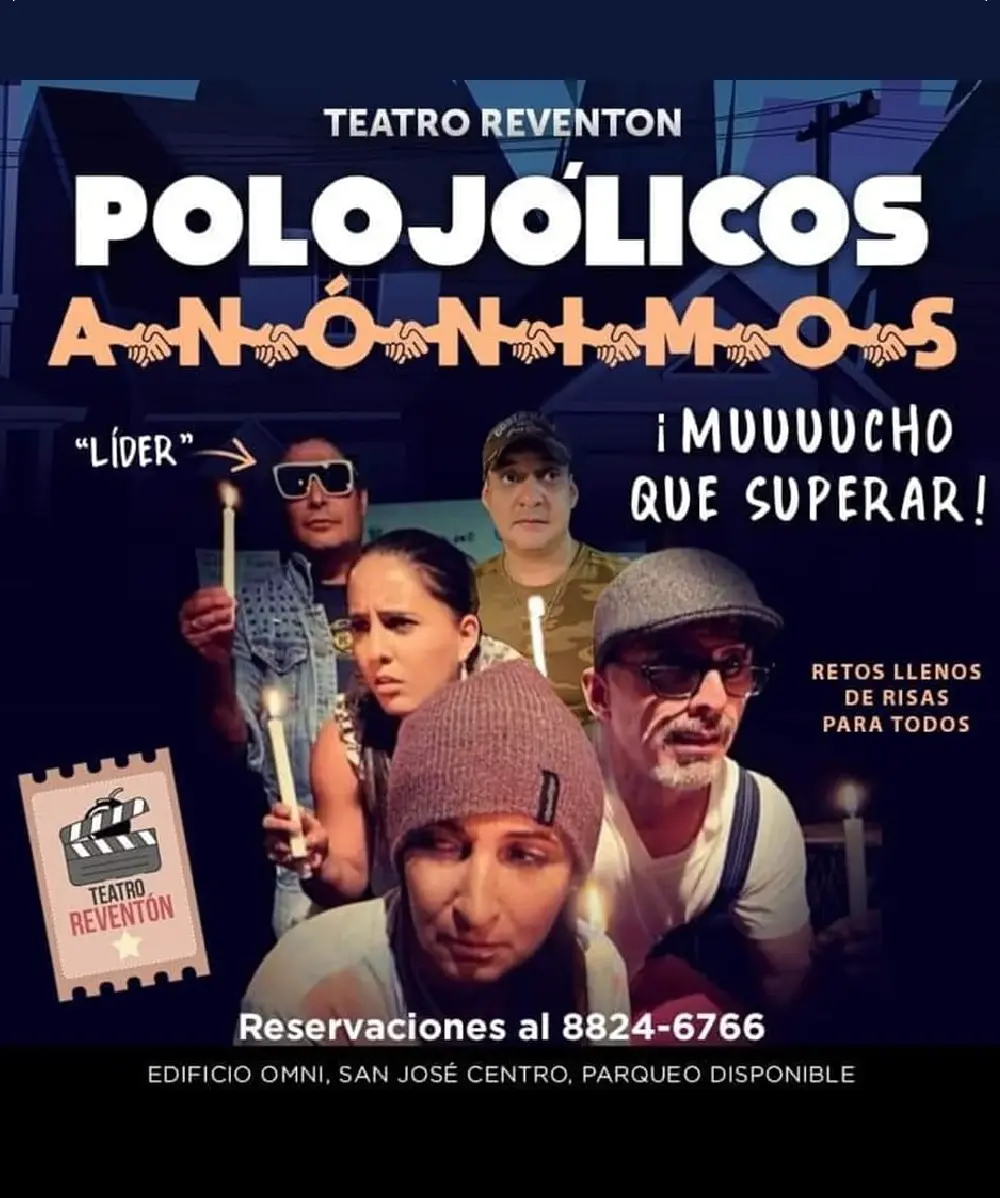 TEATRO REVENTON
POLOJÓLICOS
ANÓNIMOS
“LÍDER”
¡MUUUUCHO
QUE SUPERAR!
RETOS LLENOS
DE RISAS
PARA TODOS
TEATRO
REVENTÓN
Reservaciones al 8824-6766
EDIFICIO OMNI, SAN JOSÉ CENTRO, PARQUEO DISPONIBLE